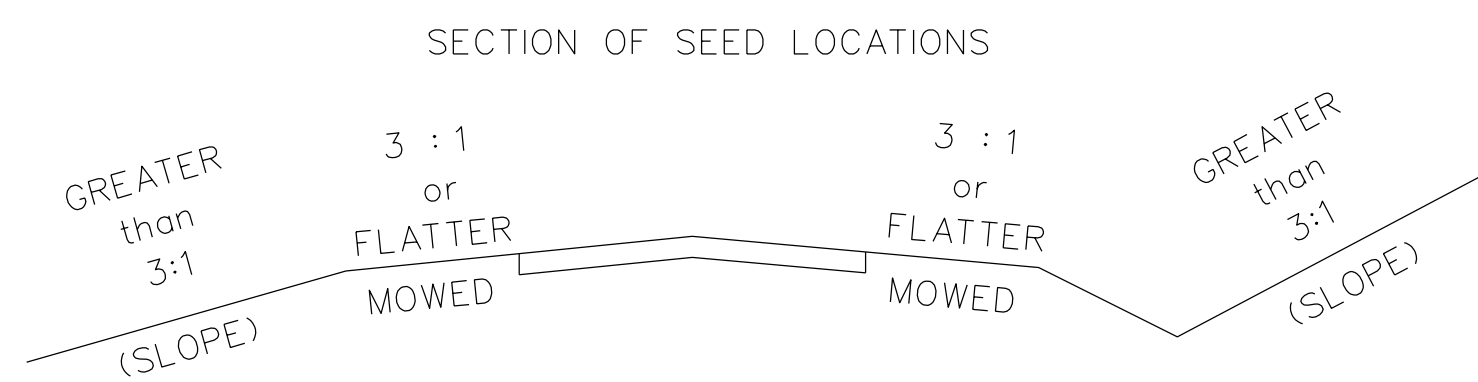 SECTION OF SEED LOCATIONS
GREATER
than
3:1
(SLOPE)
3 : 1
or
FLATTER
MOWED
3 : 1
or
FLATTER
MOWED
GREATER
than
3:1
(SLOPE)